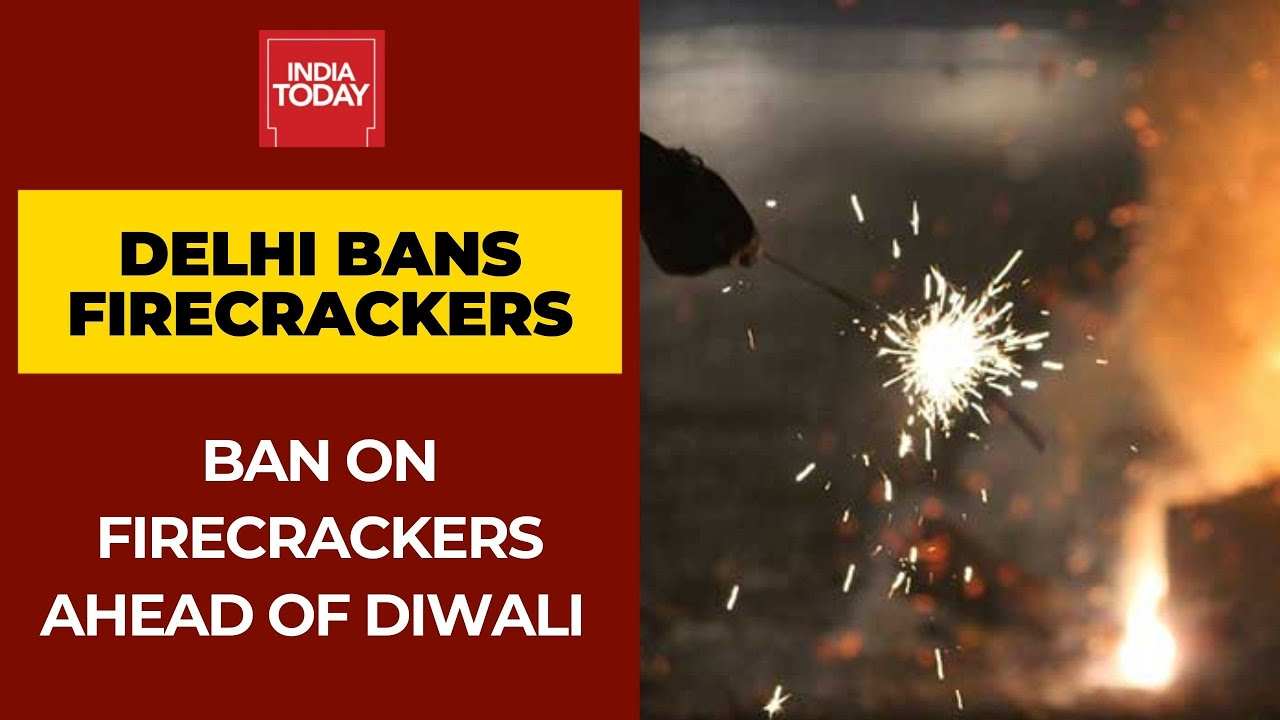 INDIA
TODAY
DELHI BANS
FIRECRACKERS
BAN ON
FIRECRACKERS
AHEAD OF DIWALI